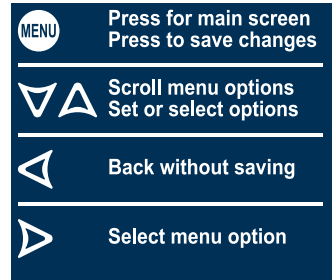 MENU
Press for main screen
Press to save changes
Scroll menu options
Set or select options
Back without saving
Select menu option